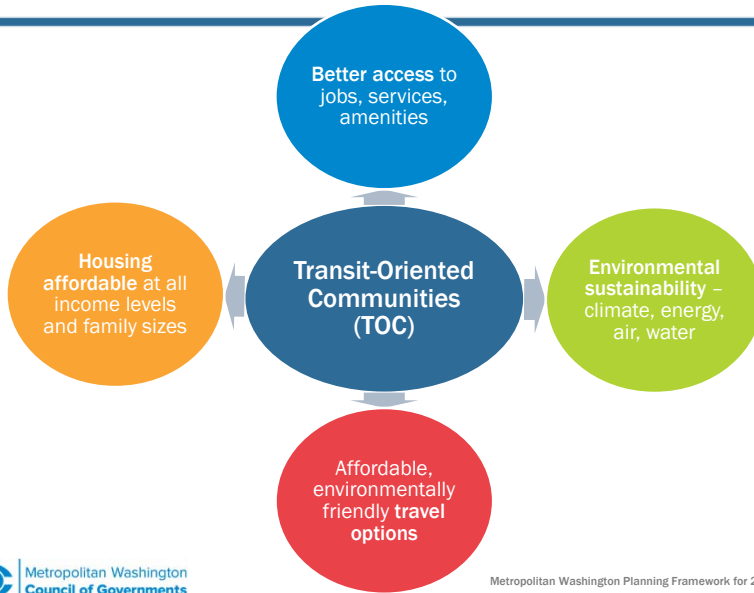 Better access to
jobs, services,
amenities
Housing
affordable at all
income levels
and family sizes
Transit-Oriented
Communities
(TOC)
Environmental
sustainability –
climate, energy,
air, water
Affordable,
environmentally
friendly travel
options
Metropolitan Washington
Council of Governments
Metropolitan Washington Planning Framework for 2